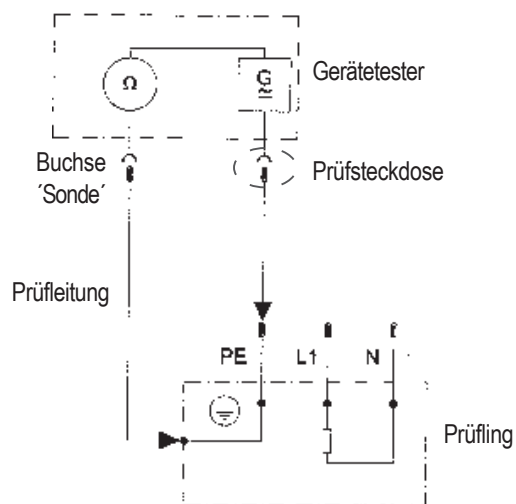 Ω
G
≂
Gerätetester
Buchse
´Sonde´
Prüfsteckdose
Prüfleitung
PE L1 N
Prüfling